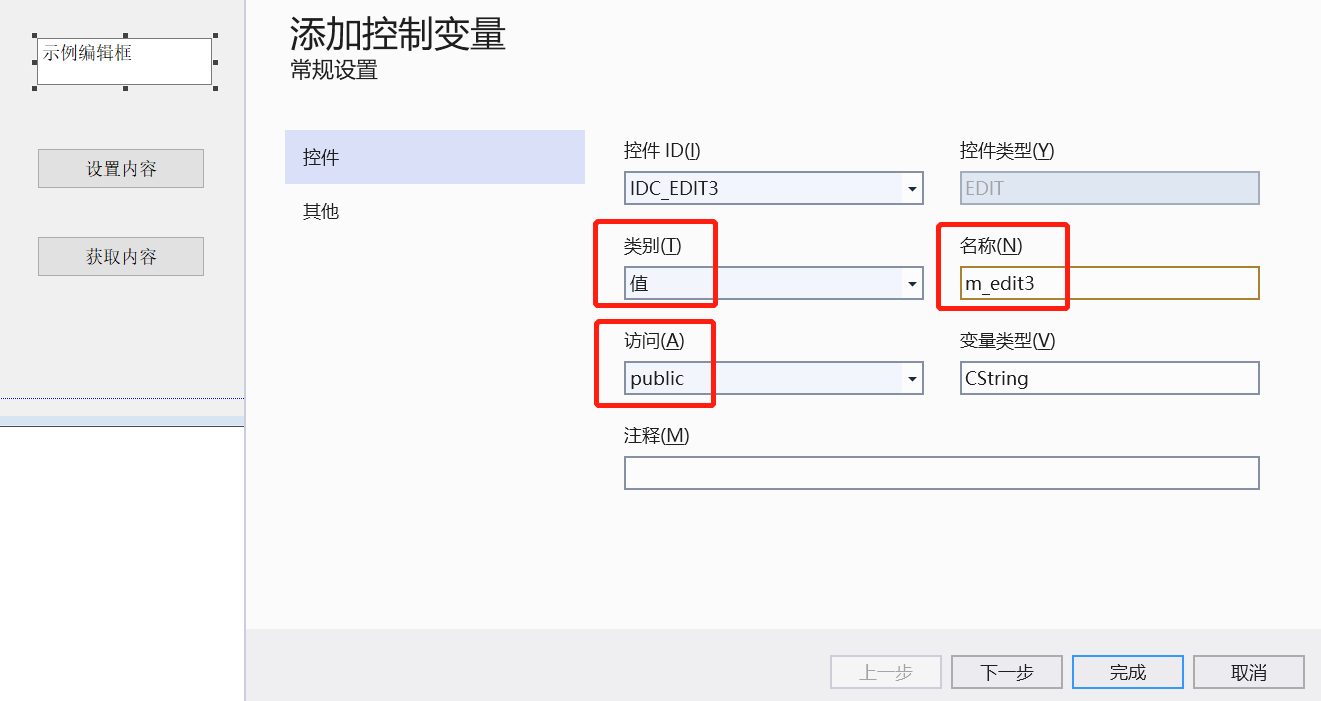 示例编辑框
设置内容
获取内容
添加控制变量
常规设置
控件
其他
控件 ID(I)
控件类型(Y)
IDC_EDIT3
EDIT
类别(T)
名称(N)
值
m_edit3
访问(A)
变量类型(V)
public
CString
注释(M)
上一步
下一步
完成
取消